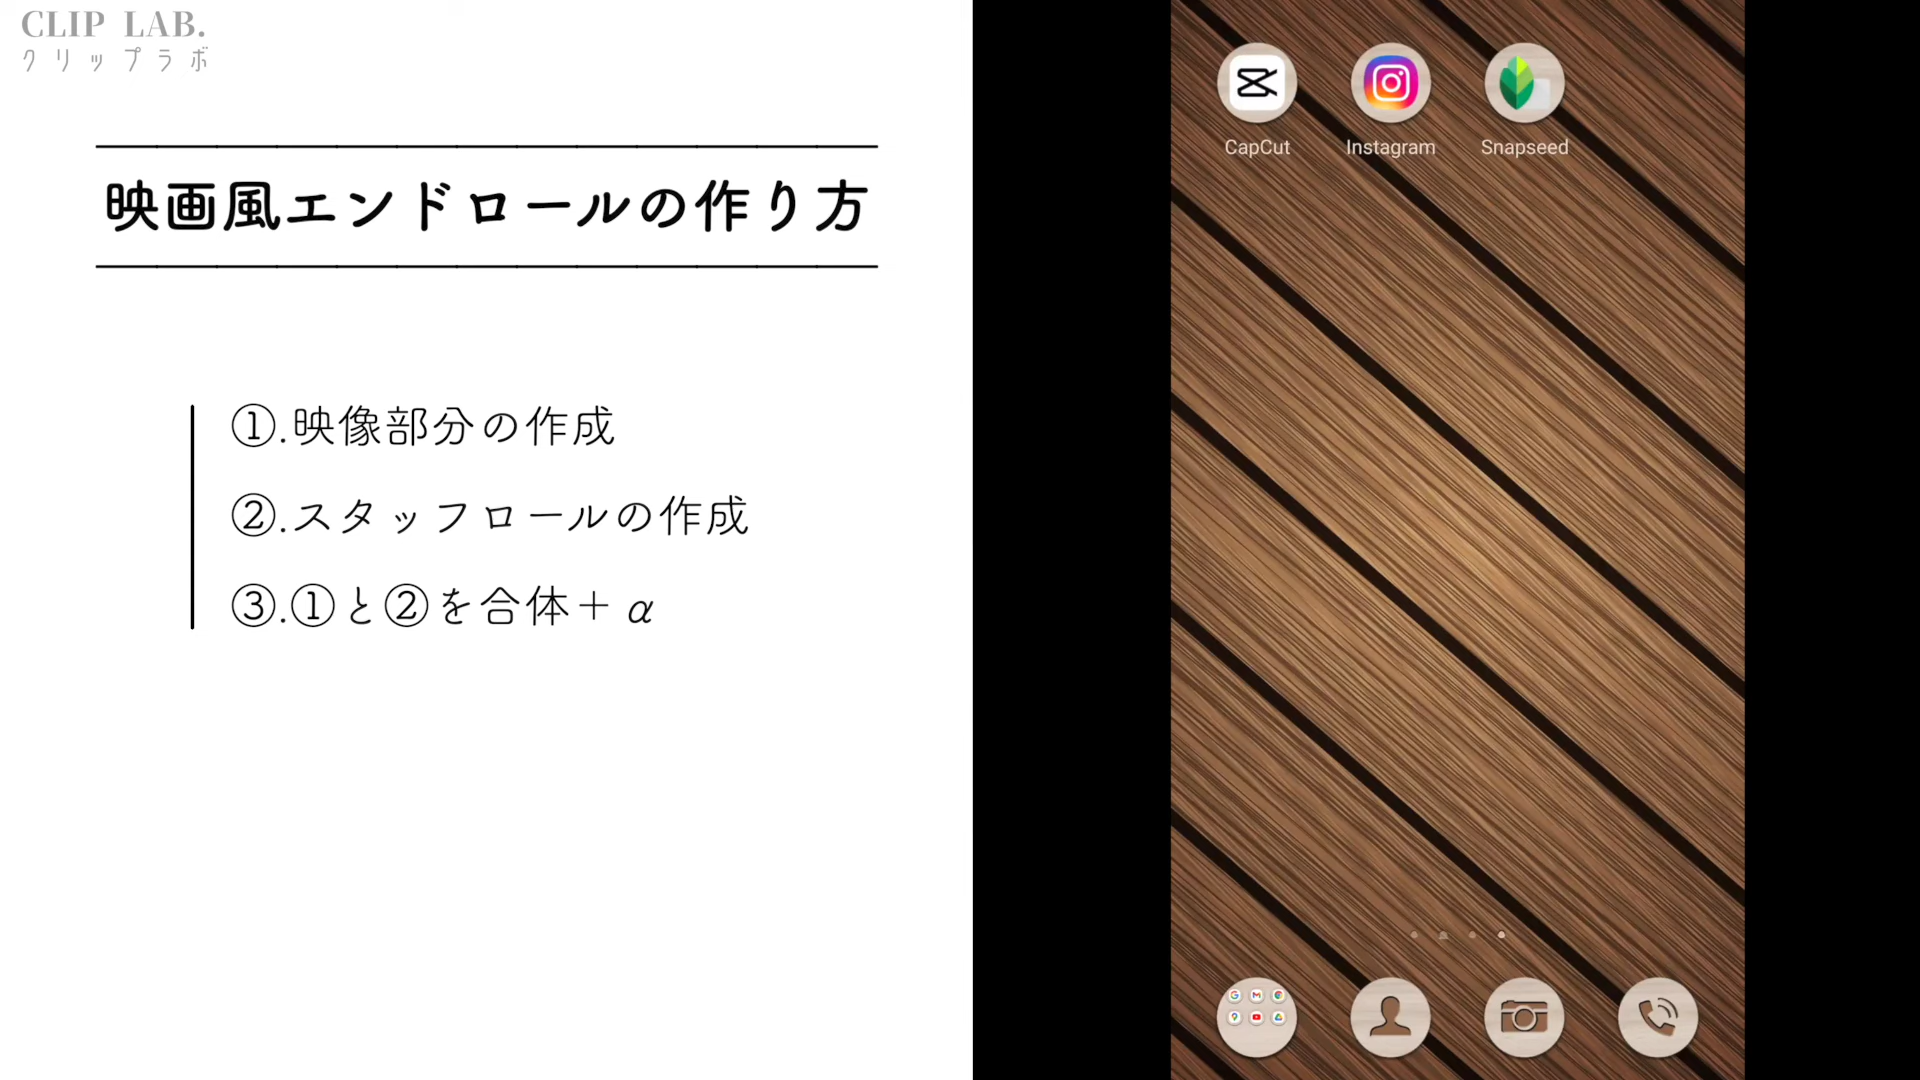 CLIP LAB.
クリップラボ
映画風エンドロールの作り方
①.映像部分の作成
②.スタッフロールの作成
③.①と②を合体＋α
CapCut
Instagram
Snapseed